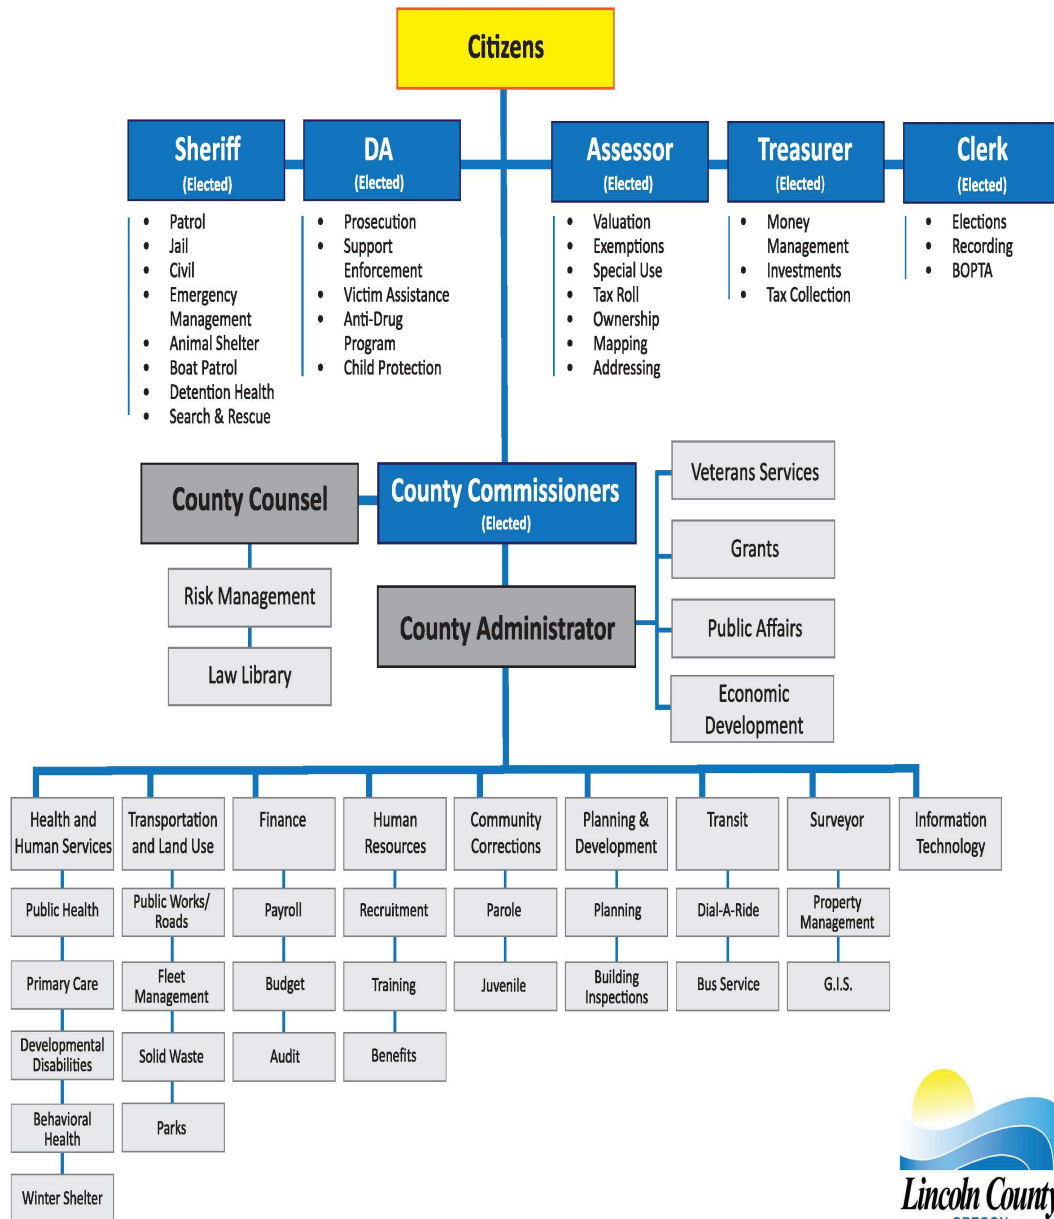 Citizens
Sheriff
(Elected)
• Patrol
• Jail
• Civil
• Emergency
Management
• Animal Shelter
• Boat Patrol
• Detention Health
• Search & Rescue
DA
(Elected)
• Prosecution
• Support
Enforcement
• Victim Assistance
• Anti-Drug
Program
• Child Protection
Assessor
(Elected)
• Valuation
• Exemptions
• Special Use
• Tax Roll
• Ownership
• Mapping
• Addressing
Treasurer
(Elected)
• Money
Management
• Investments
• Tax Collection
Clerk
(Elected)
• Elections
• Recording
• BOPTA
County Counsel
Risk Management
Law Library
County Commissioners
(Elected)
County Administrator
Veterans Services
Grants
Public Affairs
Economic
Development
Health and
Human Services
Public Health
Primary Care
Developmental
Disabilities
Behavioral
Health
Winter Shelter
Transportation
and Land Use
Public Works/
Roads
Fleet
Management
Solid Waste
Parks
Finance
Payroll
Budget
Audit
Human
Resources
Recruitment
Training
Benefits
Community
Corrections
Parole
Juvenile
Planning &
Development
Planning
Building
Inspections
Transit
Dial-A-Ride
Bus Service
Surveyor
Property
Management
G.I.S.
Information
Technology
Lincoln County
OREGON